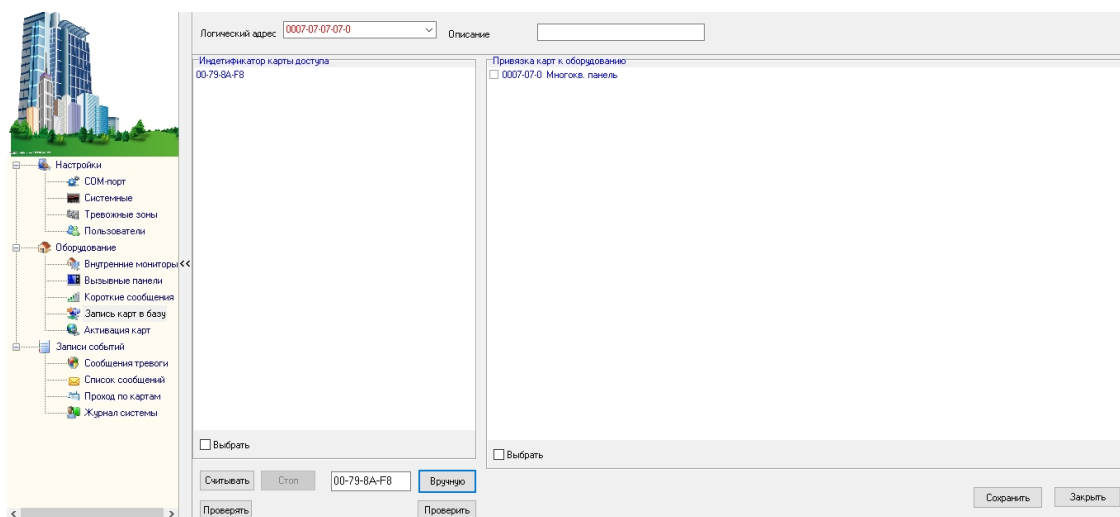 Логический адрес 0007-07-07-07-0 Описание
Индетификатор карты доступа
00-79-8A-F8
Привязка карт к оборудованию
0007-07-0 Многокв. панель
Настройки
COM-порт
Системные
Тревожные зоны
Пользователи
Оборудование
Внутренние мониторы <<
Вызывные панели
Короткие сообщения
Запись карт в базу
Активация карт
Записи событий
Сообщения тревоги
Список сообщений
Проход по картам
Журнал системы
Выбрать
Выбрать
Считывать Стоп 00-79-8A-F8 Вручную
Проверять Проверить
Сохранить Закрыть